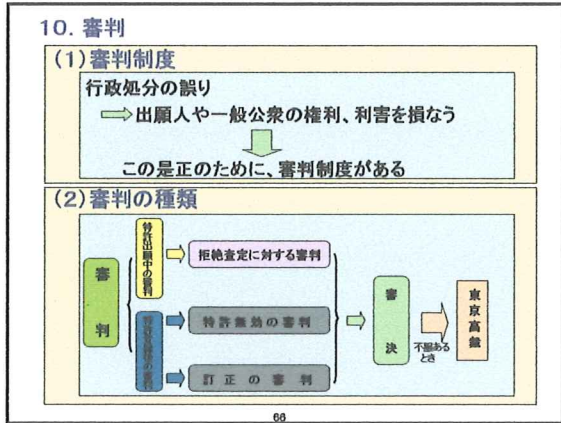 10. 審判
(1)審判制度
行政処分の誤り
出願人や一般公衆の権利、利害を損なう
この是正のために、審判制度がある
(2)審判の種類
審判
特許出願中の審判
拒絶査定に対する審判
特許無効の審判
訂正の審判
審決
不服あるとき
東京高裁
66